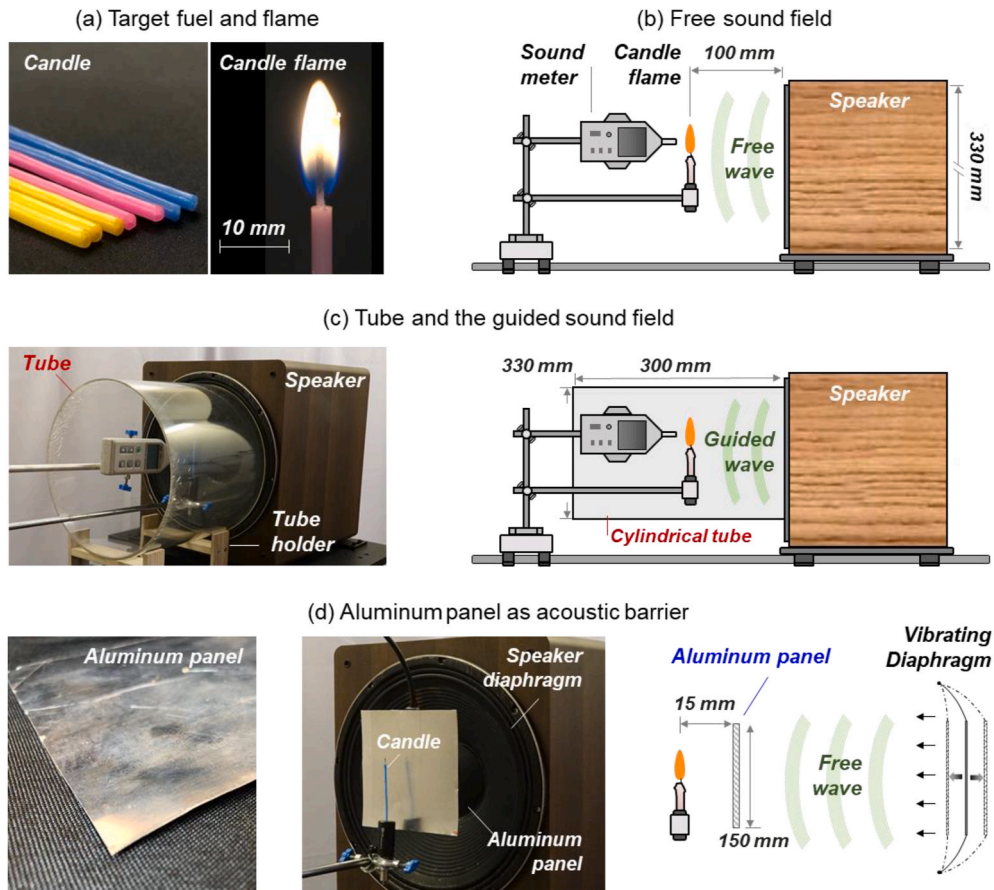 (a) Target fuel and flame
Candle
Candle flame
10 mm
(b) Free sound field
Sound
meter
Candle
flame
100 mm
Free
wave
Speaker
330 mm
(c) Tube and the guided sound field
Tube
Speaker
Tube
holder
330 mm
300 mm
Guided
wave
Speaker
Cylindrical tube
(d) Aluminum panel as acoustic barrier
Aluminum panel
Speaker
diaphragm
Candle
Aluminum
panel
Aluminum panel
15 mm
150 mm
Free
wave
Vibrating
Diaphragm